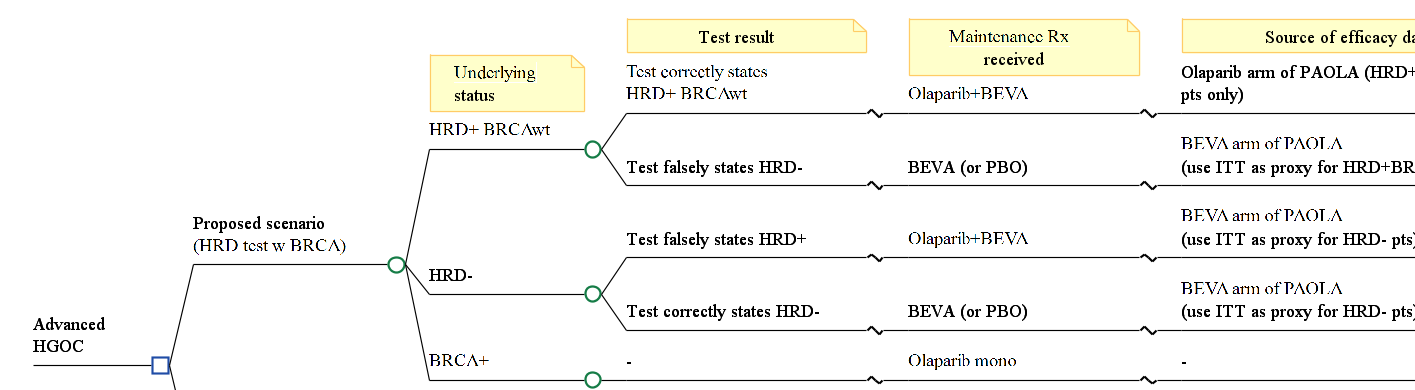 Test result
Maintenance Rx
received
Source of efficacy da
Underlying
status
Test correctly states
HRD+ BRCAwt
Olaparib+BEVA
Olaparib arm of PAOLA (HRD+
pts only)
HRD+ BRCAwt
Test falsely states HRD-
BEVA (or PBO)
BEVA arm of PAOLA
(use ITT as proxy for HRD+BR
Proposed scenario
(HRD test w BRCA)
Test falsely states HRD+
Olaparib+BEVA
BEVA arm of PAOLA
(use ITT as proxy for HRD- pts)
HRD-
Test correctly states HRD-
BEVA (or PBO)
BEVA arm of PAOLA
(use ITT as proxy for HRD- pts)
Advanced
HGOC
BRCA+
-
Olaparib mono
-